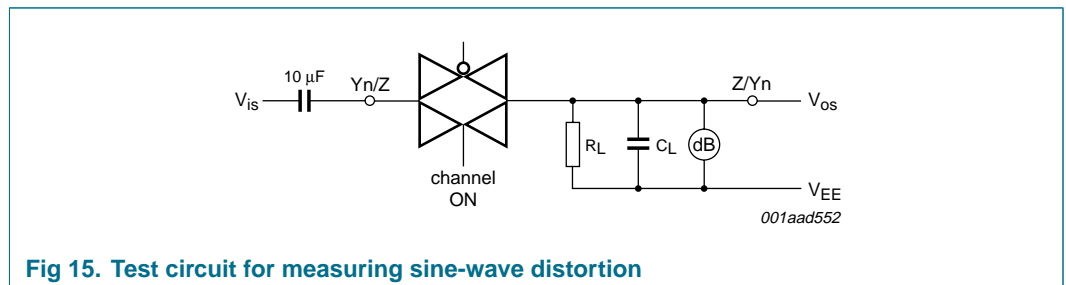 10 μF
Yn/Z
Z/Yn
Vis
Vos
RL
CL
dB
channel
ON
VEE
001aad552
Fig 15. Test circuit for measuring sine-wave distortion